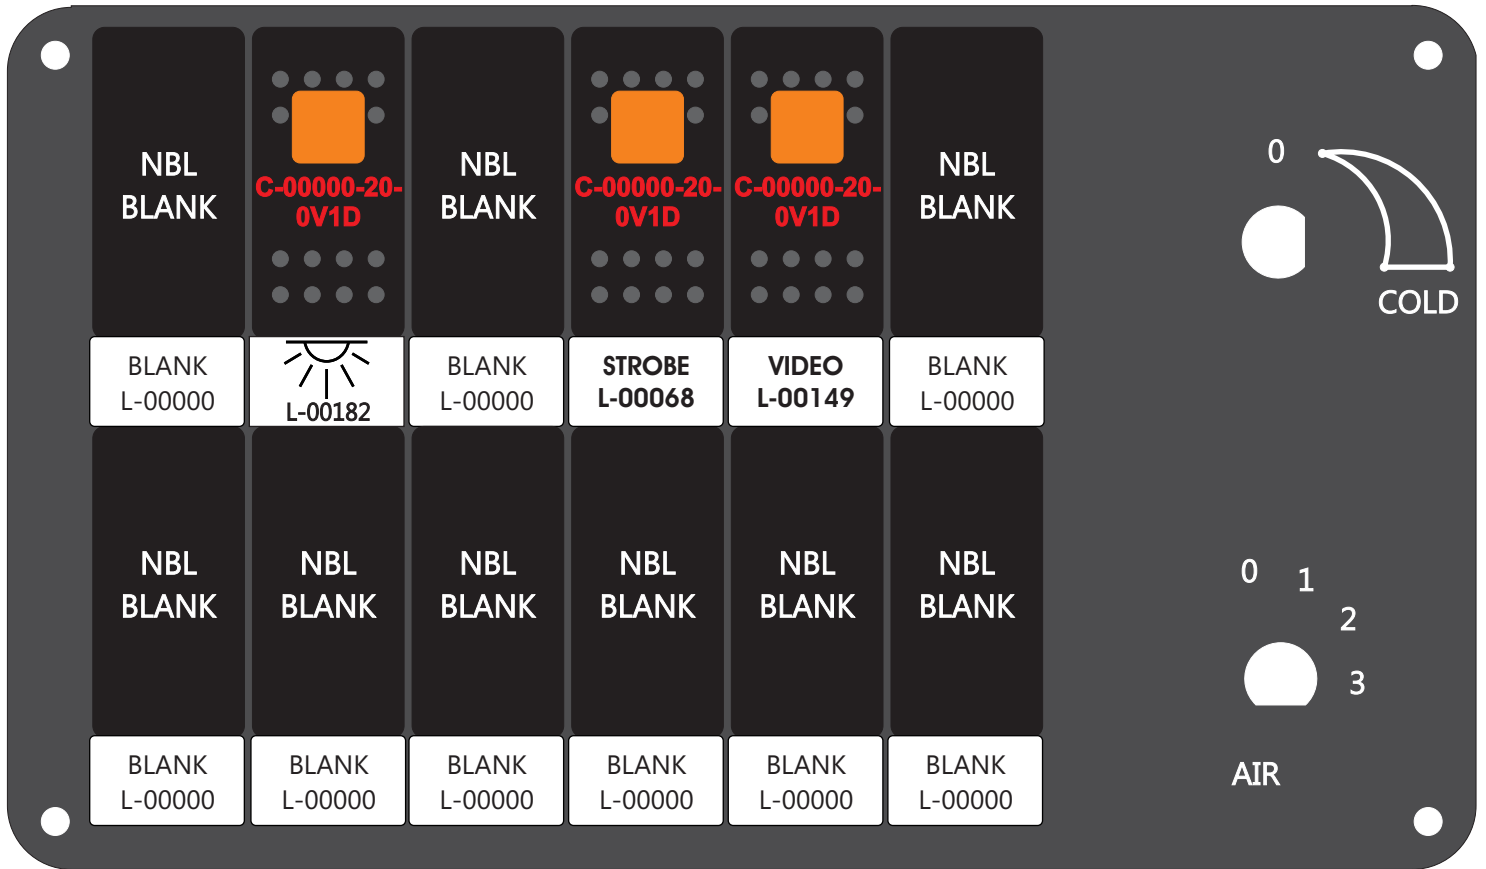 NBL
BLANK
C-00000-20-
0V1D
NBL
BLANK
C-00000-20-
0V1D
C-00000-20-
0V1D
NBL
BLANK
0
COLD
BLANK
L-00000
L-00182
BLANK
L-00000
STROBE
L-00068
VIDEO
L-00149
BLANK
L-00000
NBL
BLANK
NBL
BLANK
NBL
BLANK
NBL
BLANK
NBL
BLANK
NBL
BLANK
0
1
2
3
AIR
BLANK
L-00000
BLANK
L-00000
BLANK
L-00000
BLANK
L-00000
BLANK
L-00000
BLANK
L-00000